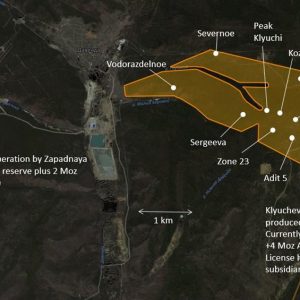 Severnoe
Peak
Klyuchi
Koz
Vodorazdelnoe
Sergeeva
Zone 23
Adit 5
eration by Zapadnaya
reserve plus 2 Moz
1 km
Klyuchev
produced
Currently
+4 Moz A
License h
subsidiar